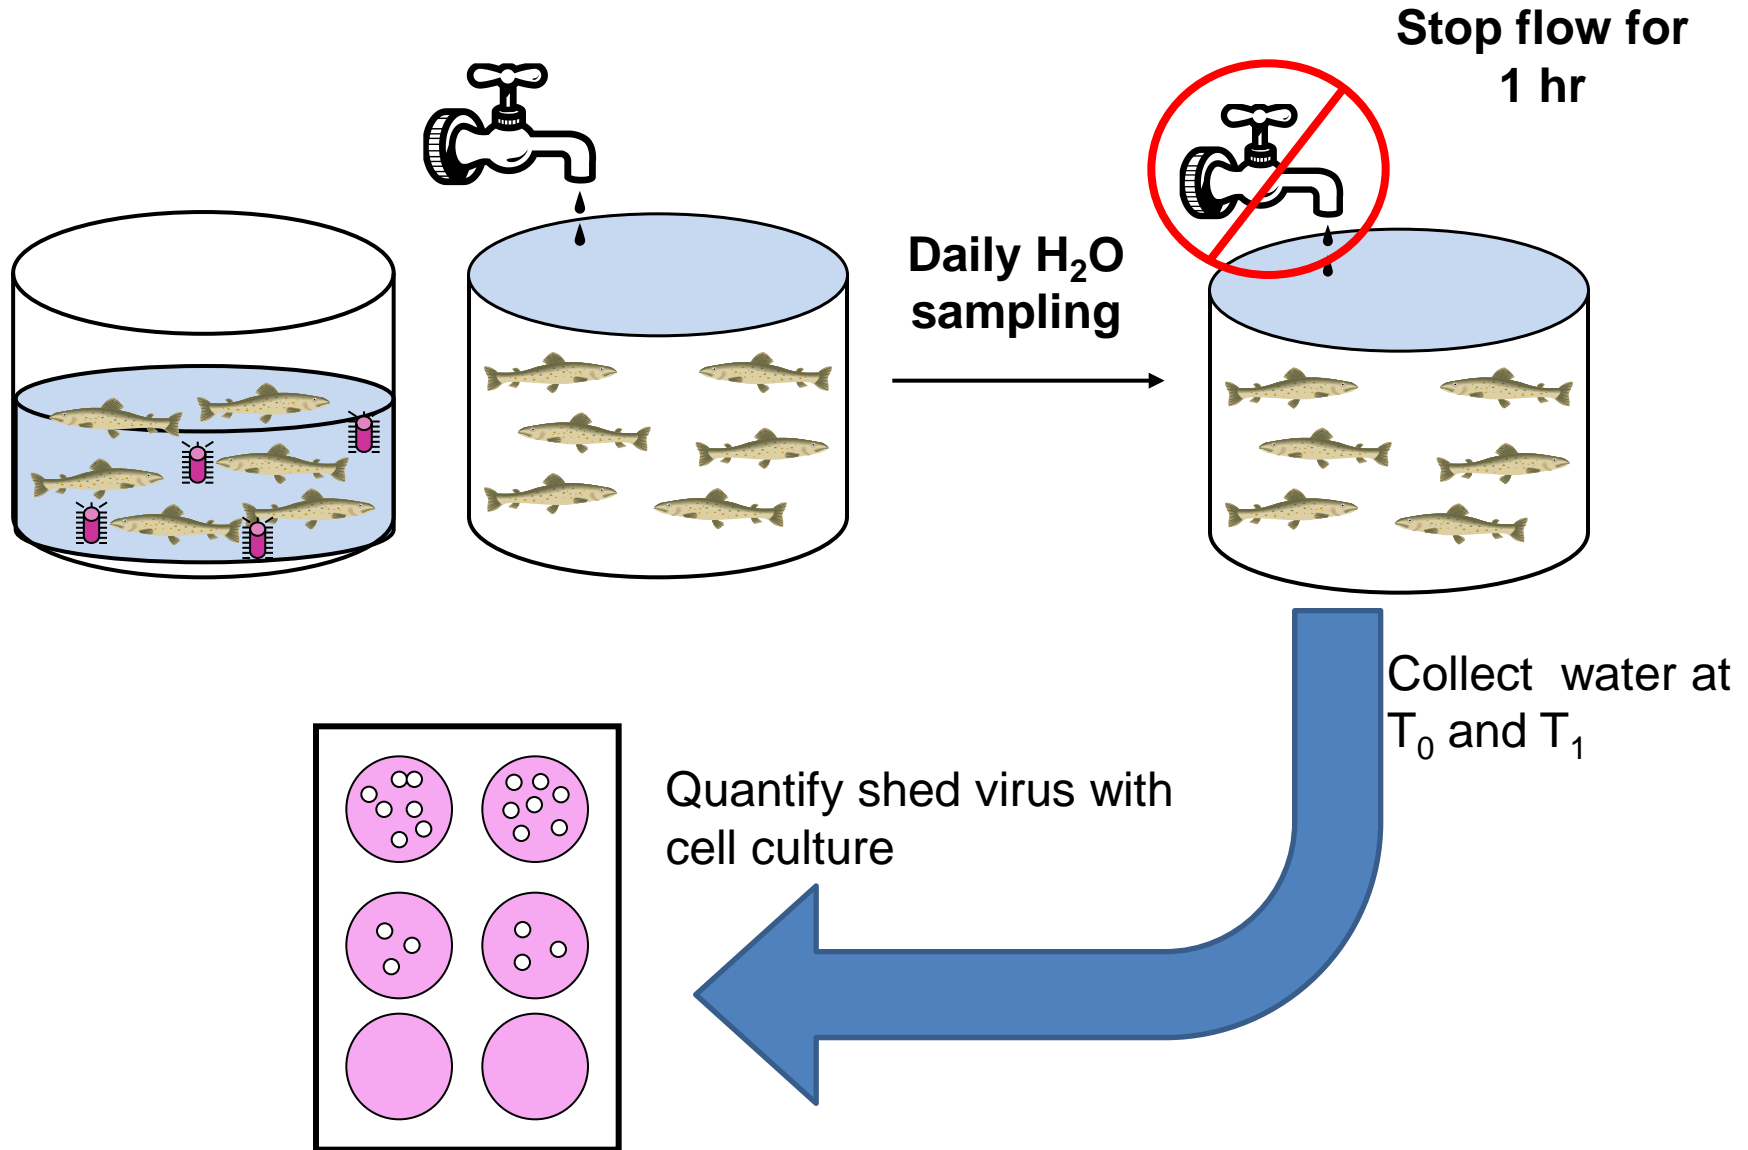 Stop flow for
1 hr
Daily H₂O
sampling
Collect  water at
T₀ and T₁
Quantify shed virus with
cell culture